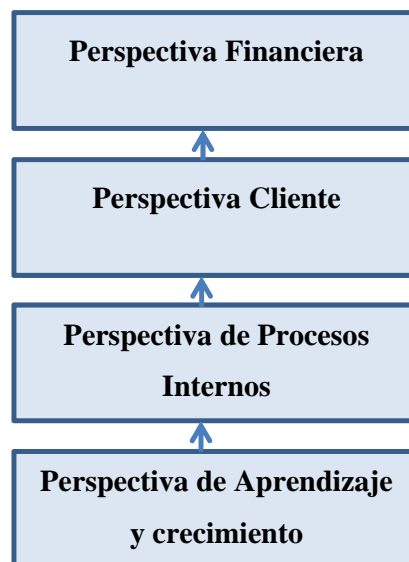 Perspectiva Financiera
Perspectiva Cliente
Perspectiva de Procesos
Internos
Perspectiva de Aprendizaje
y crecimiento